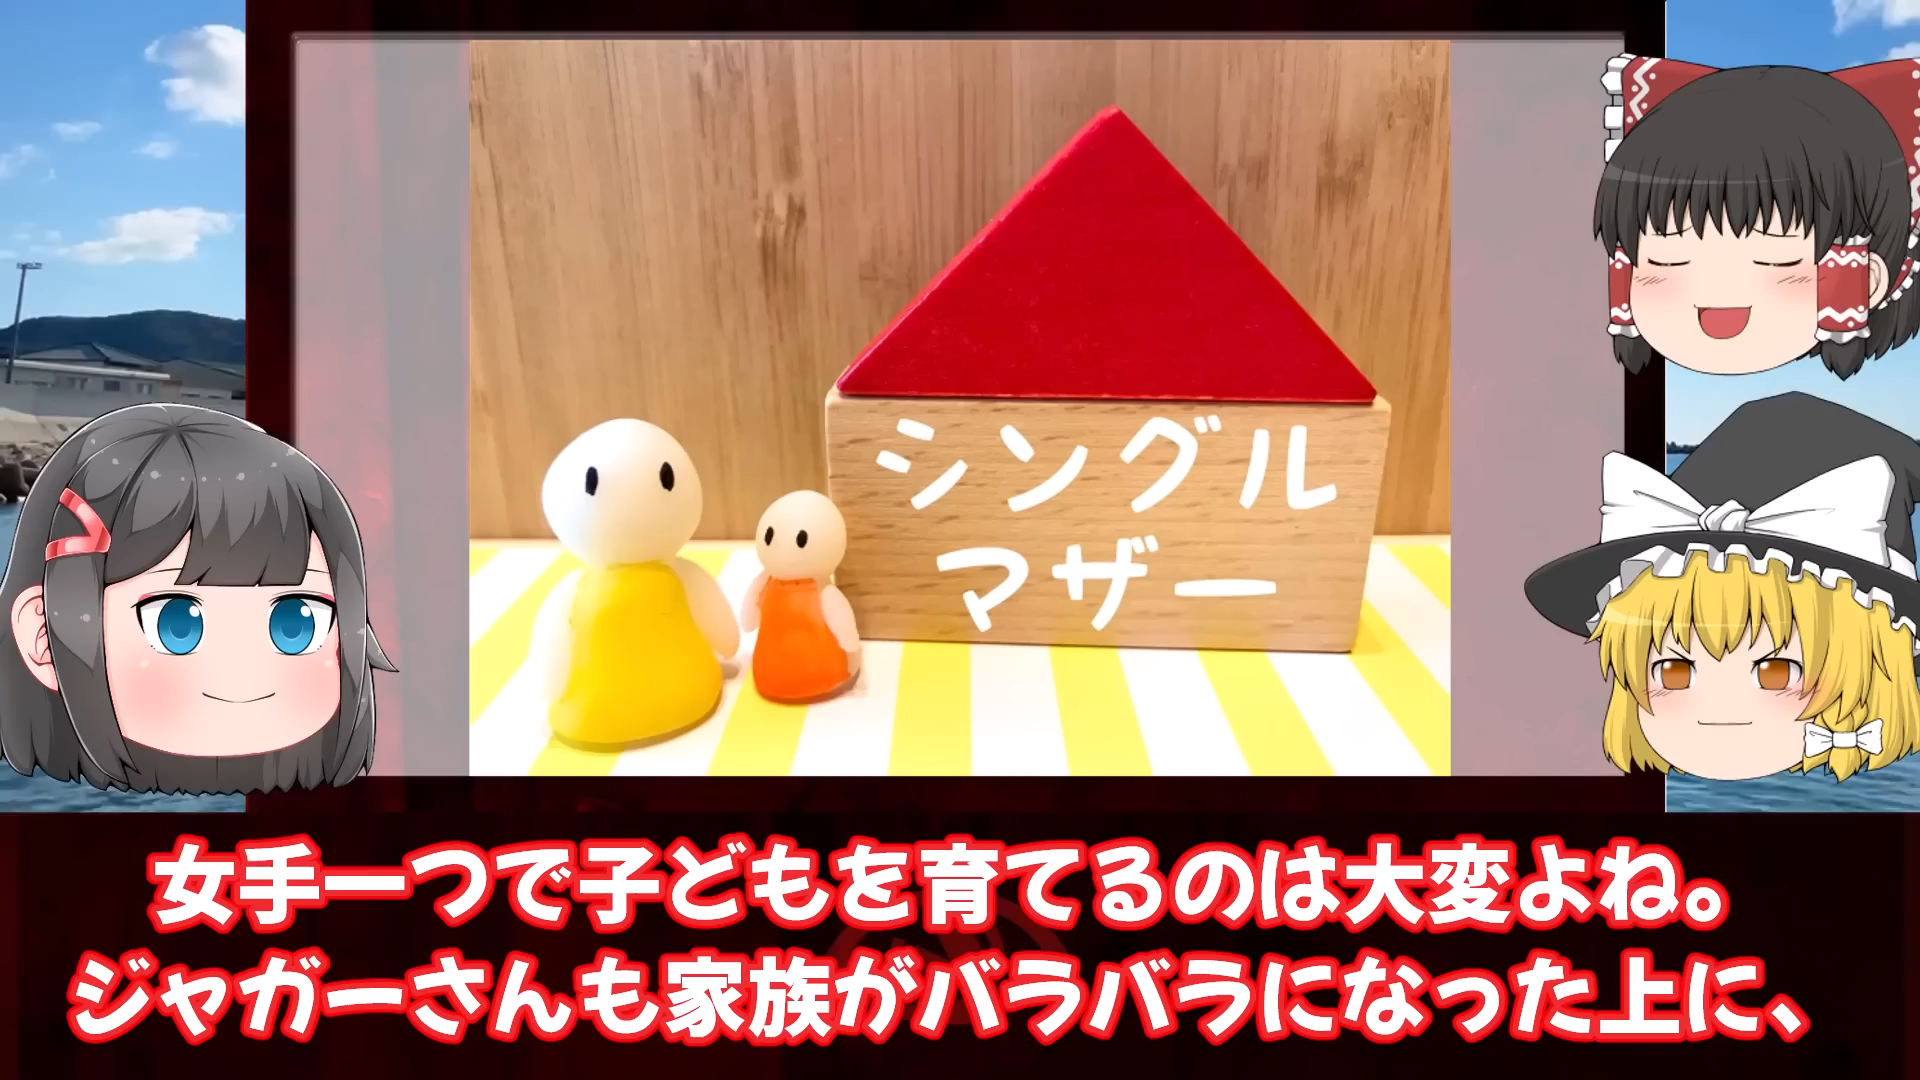 シングル
マザー
女手一つで子どもを育てるのは大変よね。
ジャガーさんも家族がバラバラになった上に、